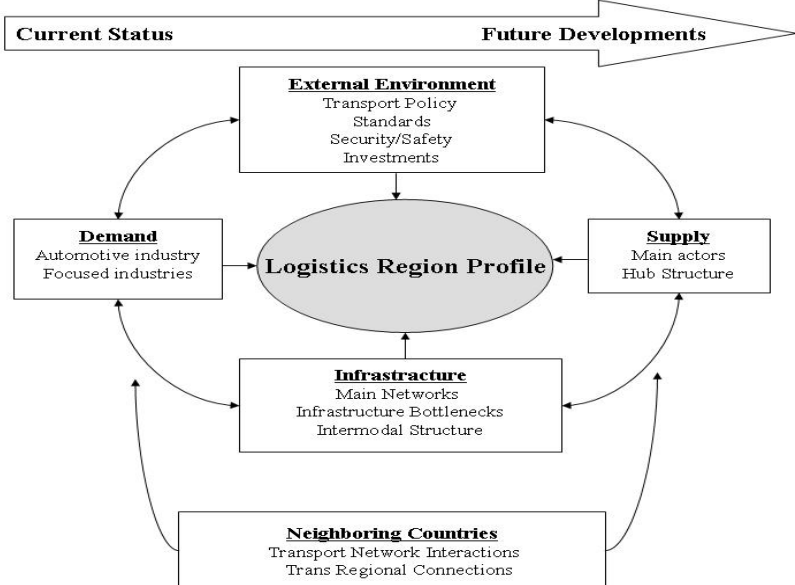 Current Status
Future Developments
External Environment
Transport Policy
Standards
Security/Safety
Investments
Demand
Automotive industry
Focused industries
Logistics Region Profile
Supply
Main actors
Hub Structure
Infrastracture
Main Networks
Infrastructure Bottlenecks
Intermodal Structure
Neighboring Countries
Transport Network Interactions
Trans Regional Connections